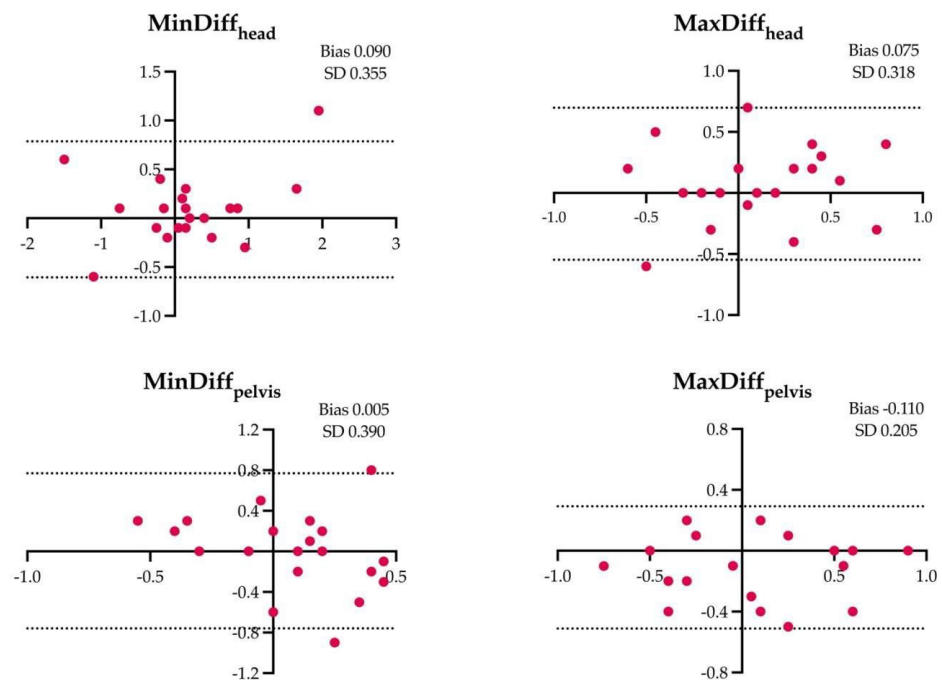 MinDiff_head
Bias 0.090
SD 0.355
1.5
1.0
0.5
-2 -1 1 2 3
-0.5
-1.0
MaxDiff_head
Bias 0.075
SD 0.318
1.0
0.5
-1.0 -0.5 0.5 1.0
-0.5
-1.0
MinDiff_pelvis
Bias 0.005
SD 0.390
1.2
0.8
0.4
-1.0 -0.5 0.5
-0.4
-0.8
-1.2
MaxDiff_pelvis
Bias -0.110
SD 0.205
0.8
0.4
-1.0 -0.5 0.5 1.0
-0.4
-0.8